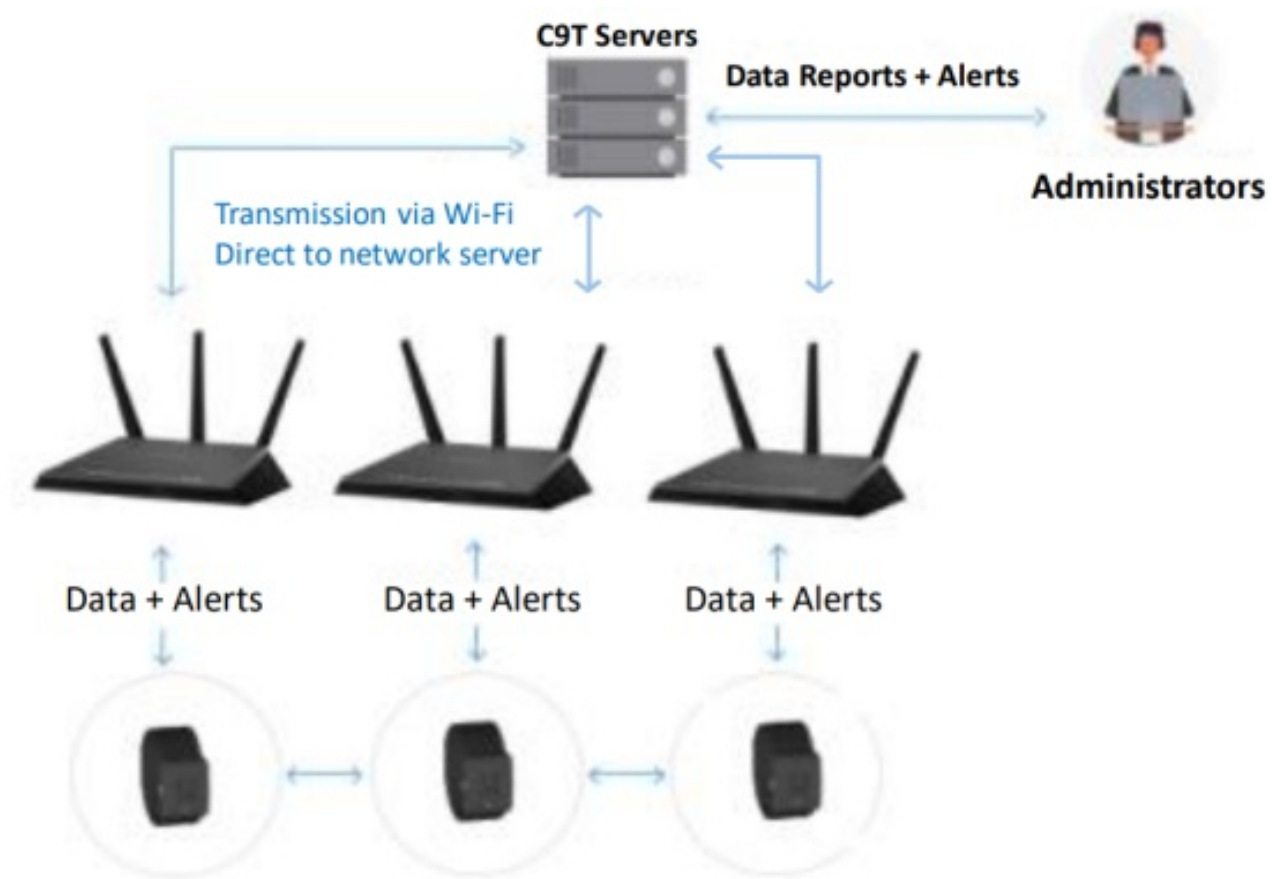 C9T Servers
Data Reports + Alerts
Administrators
Transmission via Wi-Fi
Direct to network server
Data + Alerts
Data + Alerts
Data + Alerts